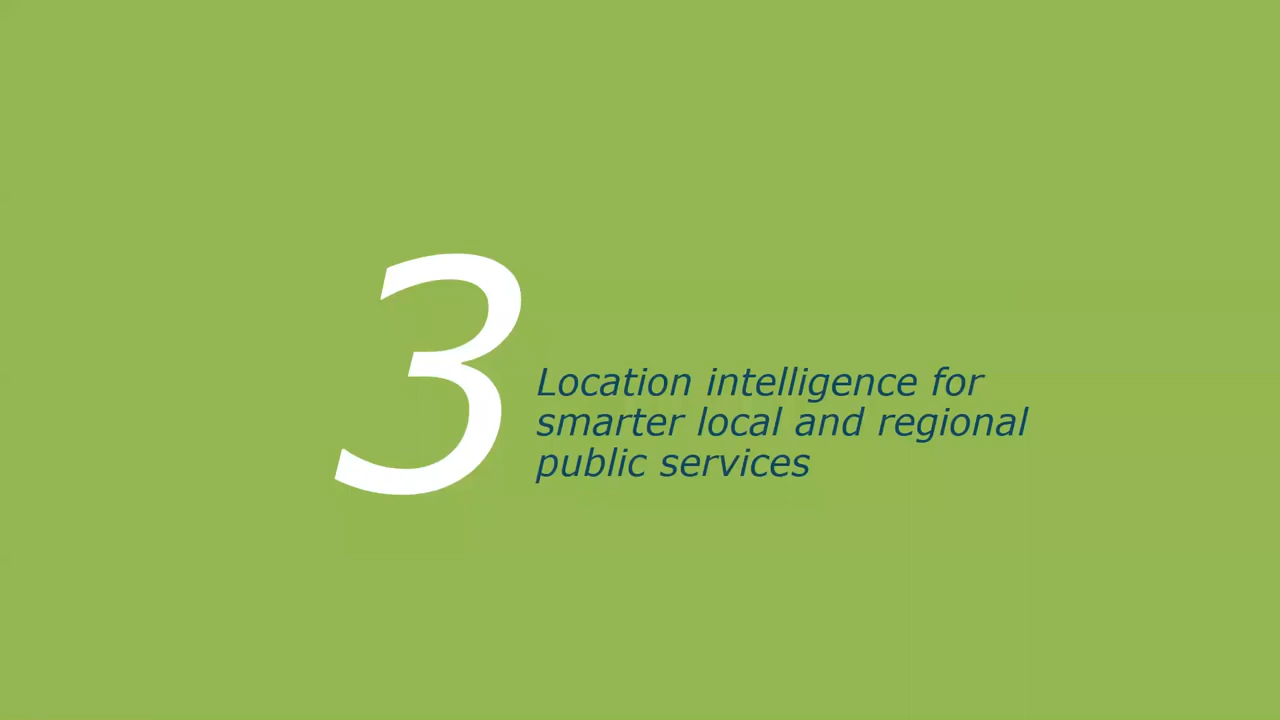 3
Location intelligence for
smarter local and regional
public services